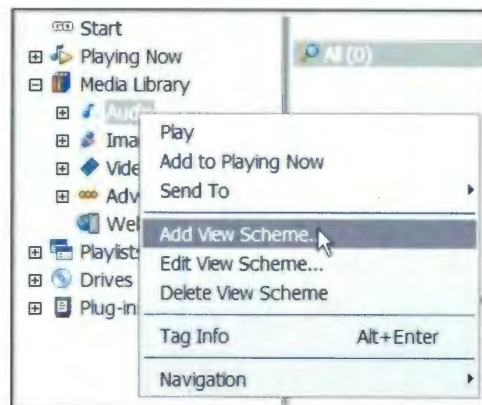 Start
Playing Now
Media Library
Audio
Ima
Vide
Adv
Playlists
Drives
Plug-in
All (0)
Play
Add to Playing Now
Send To
Add View Scheme...
Edit View Scheme...
Delete View Scheme
Tag Info Alt+Enter
Navigation